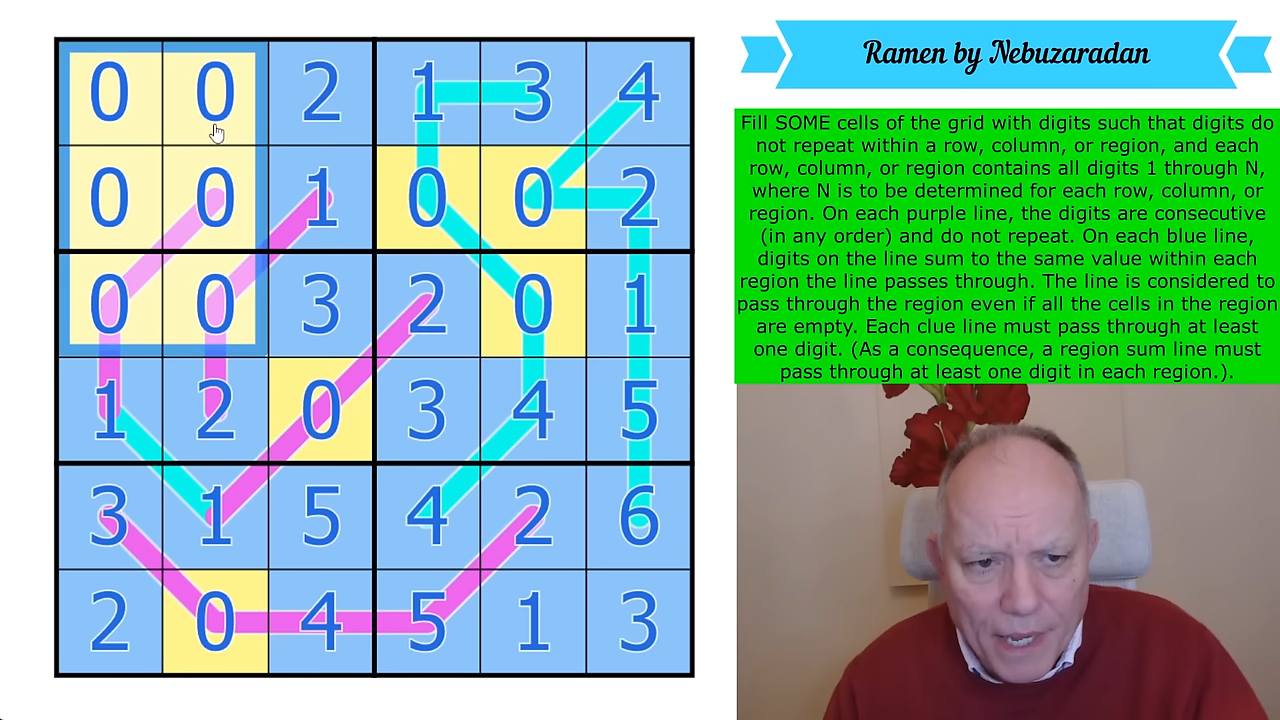 Ramen by Nebuzaradan
Fill SOME cells of the grid with digits such that digits do
not repeat within a row, column, or region, and each
row, column, or region contains all digits 1 through N,
where N is to be determined for each row, column, or
region. On each purple line, the digits are consecutive
(in any order) and do not repeat. On each blue line,
digits on the line sum to the same value within each
region the line passes through. The line is considered to
pass through the region even if all the cells in the region
are empty. Each clue line must pass through at least
one digit. (As a consequence, a region sum line must
pass through at least one digit in each region.).
0 0 2 1 3 4
0 0 1 0 0 2
0 0 3 2 0 1
1 2 0 3 4 5
3 1 5 4 2 6
2 0 4 5 1 3